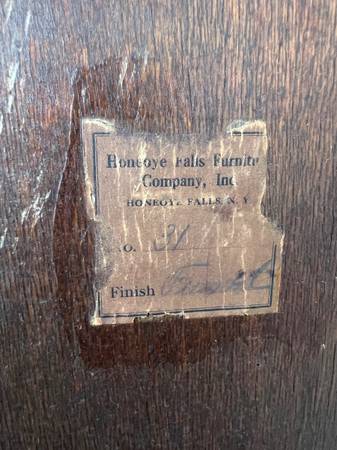 Honeoye Falls Furnitu
Company, Inc
HONEOYE FALLS, N. Y
No. 31
Finish